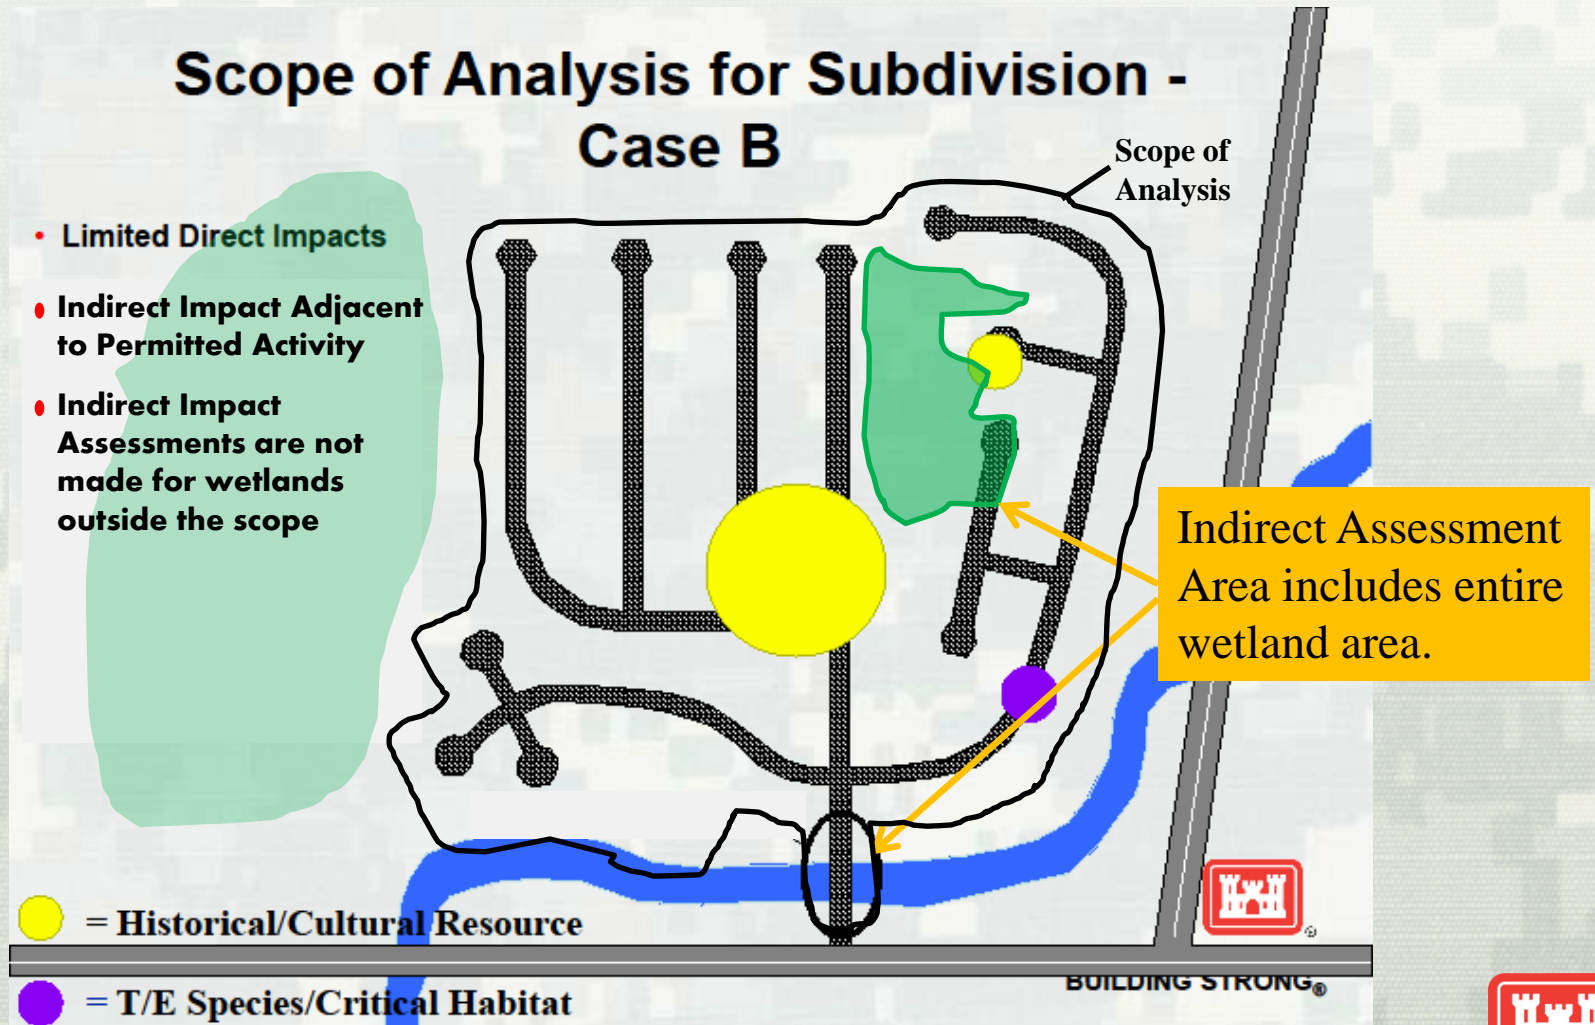 Scope of Analysis for Subdivision -
Case B
Scope of
Analysis
• Limited Direct Impacts
• Indirect Impact Adjacent
to Permitted Activity
• Indirect Impact
Assessments are not
made for wetlands
outside the scope
Indirect Assessment
Area includes entire
wetland area.
= Historical/Cultural Resource
BUILDING STRONG®
= T/E Species/Critical Habitat